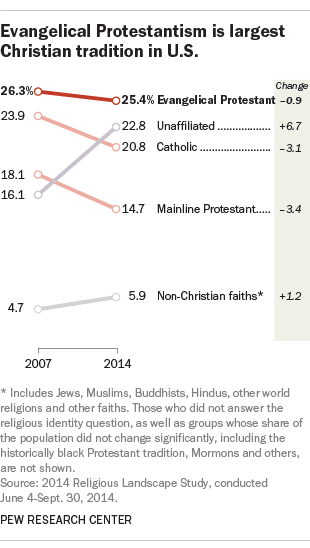 Evangelical Protestantism is largest
Christian tradition in U.S.
Change
26.3% 25.4% Evangelical Protestant –0.9
23.9 22.8 Unaffiliated .................. +6.7
20.8 Catholic ........................ –3.1
18.1
16.1 14.7 Mainline Protestant..... –3.4
4.7 5.9 Non-Christian faiths* +1.2
2007 2014
* Includes Jews, Muslims, Buddhists, Hindus, other world
religions and other faiths. Those who did not answer the
religious identity question, as well as groups whose share of
the population did not change significantly, including the
historically black Protestant tradition, Mormons and others,
are not shown.
Source: 2014 Religious Landscape Study, conducted
June 4-Sept. 30, 2014.
PEW RESEARCH CENTER